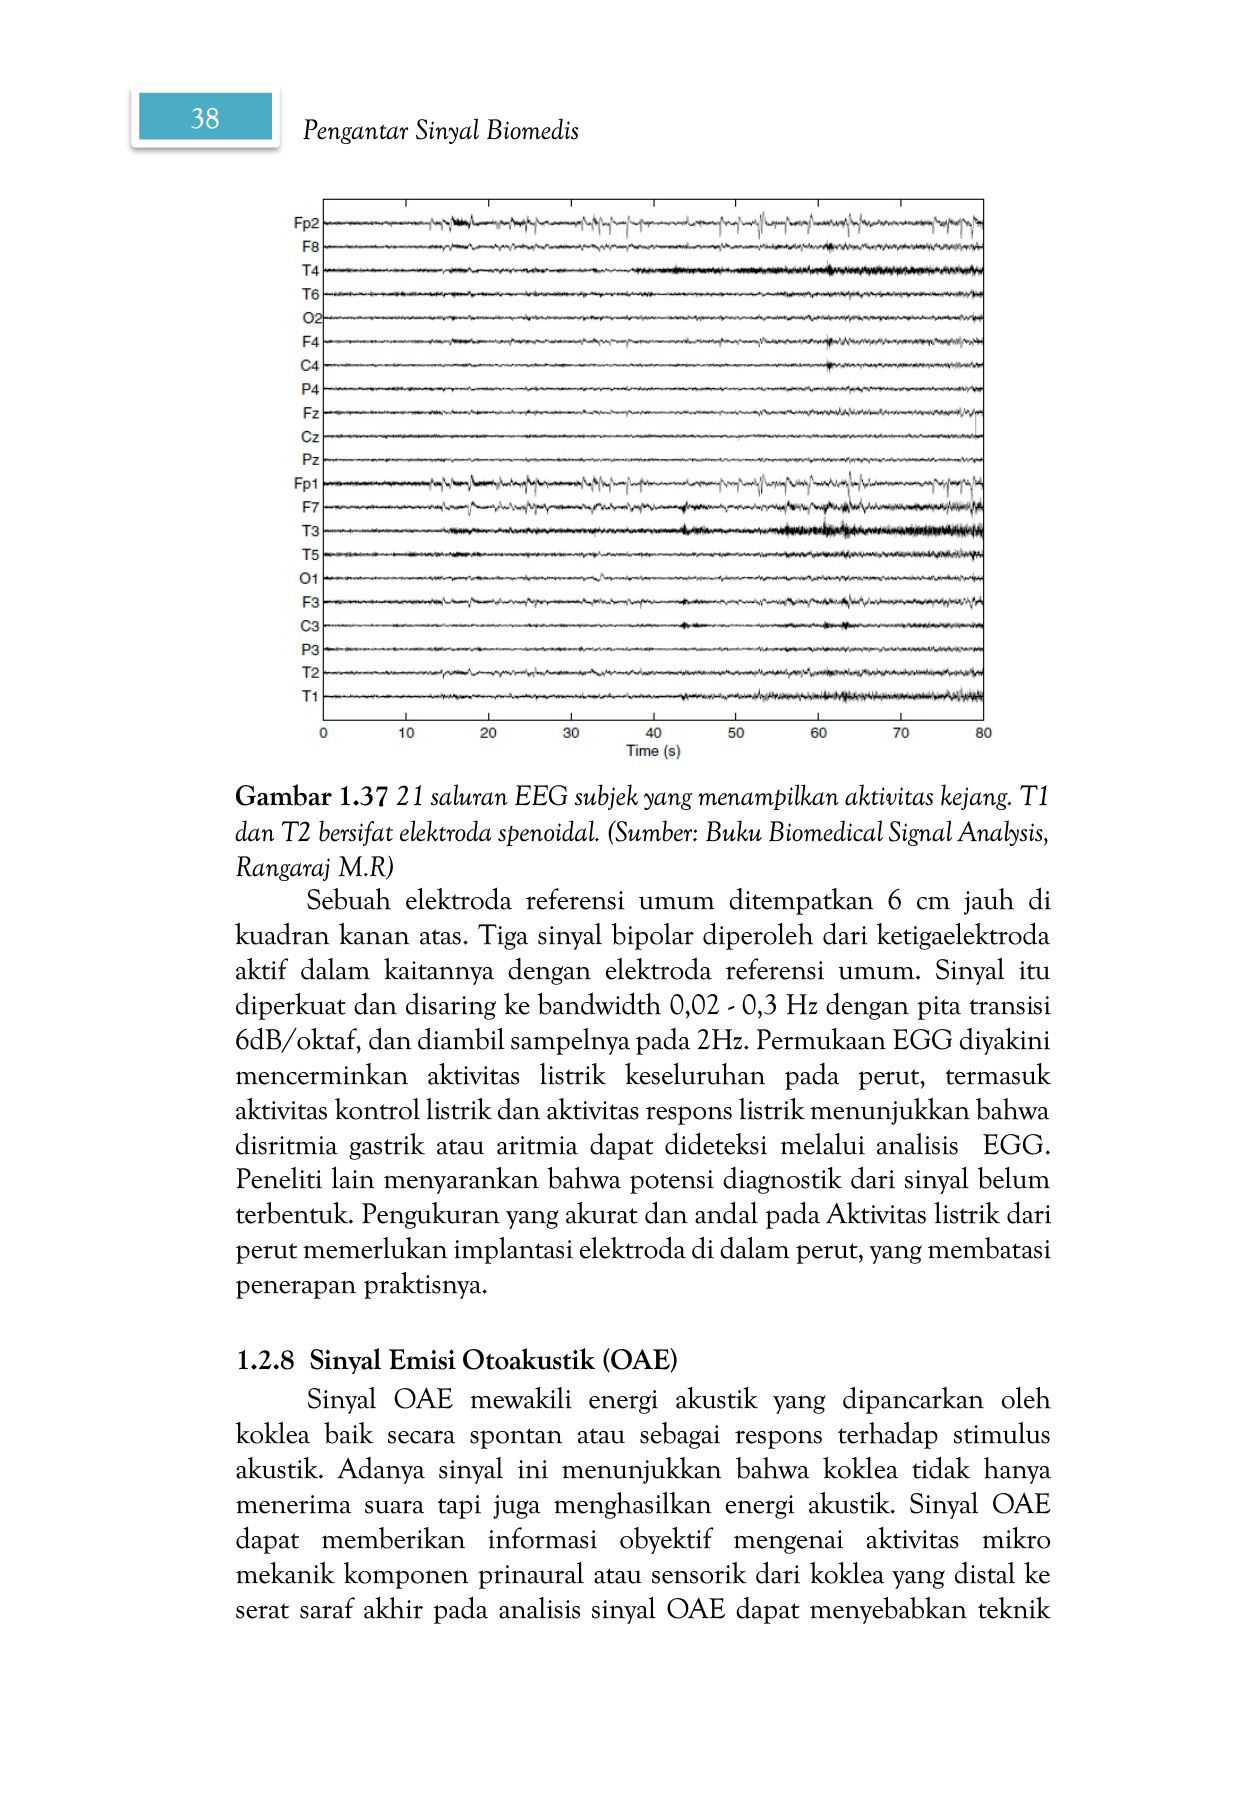 38
Pengantar Sinyal Biomedis
Fp2
F8
T4
T6
O2
F4
C4
P4
Fz
Cz
Pz
Fp1
F7
T3
T5
O1
F3
C3
P3
T2
T1
0 10 20 30 40 50 60 70 80
Time (s)
Gambar 1.37 21 saluran EEG subjek yang menampilkan aktivitas kejang. T1
dan T2 bersifat elektroda spenoidal. (Sumber: Buku Biomedical Signal Analysis,
Rangaraj M.R)
Sebuah elektroda referensi umum ditempatkan 6 cm jauh di
kuadran kanan atas. Tiga sinyal bipolar diperoleh dari ketigaelektroda
aktif dalam kaitannya dengan elektroda referensi umum. Sinyal itu
diperkuat dan disaring ke bandwidth 0,02 - 0,3 Hz dengan pita transisi
6dB/oktaf, dan diambil sampelnya pada 2Hz. Permukaan EGG diyakini
mencerminkan aktivitas listrik keseluruhan pada perut, termasuk
aktivitas kontrol listrik dan aktivitas respons listrik menunjukkan bahwa
disritmia gastrik atau aritmia dapat dideteksi melalui analisis EGG.
Peneliti lain menyarankan bahwa potensi diagnostik dari sinyal belum
terbentuk. Pengukuran yang akurat dan andal pada Aktivitas listrik dari
perut memerlukan implantasi elektroda di dalam perut, yang membatasi
penerapan praktisnya.
1.2.8 Sinyal Emisi Otoakustik (OAE)
Sinyal OAE mewakili energi akustik yang dipancarkan oleh
koklea baik secara spontan atau sebagai respons terhadap stimulus
akustik. Adanya sinyal ini menunjukkan bahwa koklea tidak hanya
menerima suara tapi juga menghasilkan energi akustik. Sinyal OAE
dapat memberikan informasi obyektif mengenai aktivitas mikro
mekanik komponen prinaural atau sensorik dari koklea yang distal ke
serat saraf akhir pada analisis sinyal OAE dapat menyebabkan teknik